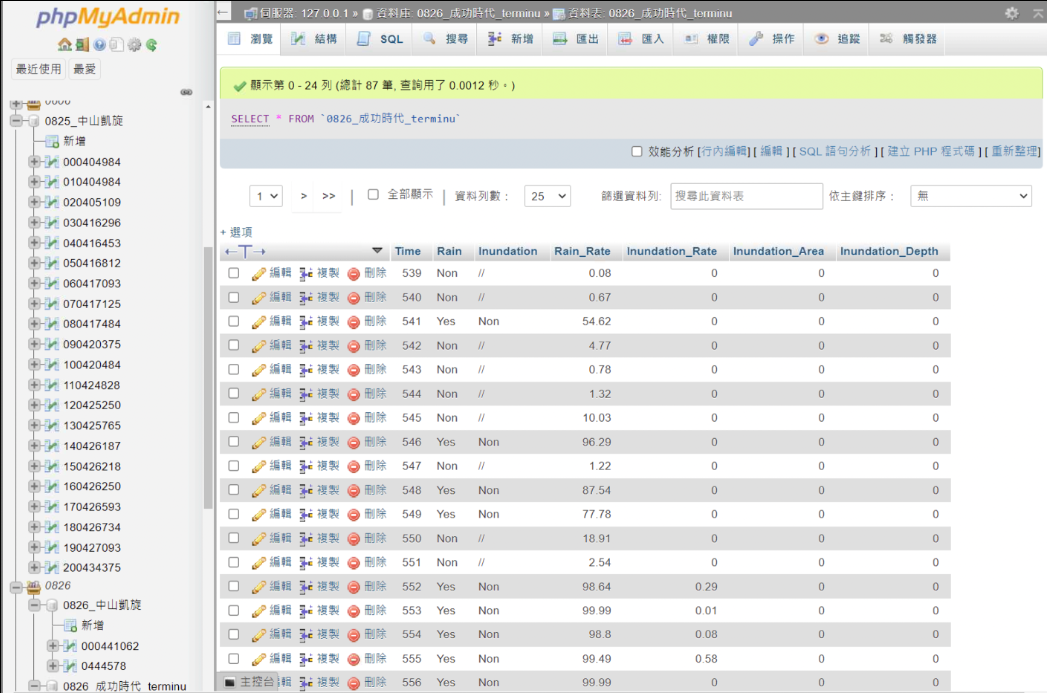 phpMyAdmin
最近使用 最愛
0825_中山凱旋
新增
000404984
010404984
020405109
030416296
040416453
050416812
060417093
070417125
080417484
090420375
100420484
110424828
120425250
130425765
140426187
150426218
160426250
170426593
180426734
190427093
200434375
0826
0826_中山凱旋
新增
000441062
0444578
0826_成功時代_terminu
伺服器: 127.0.0.1 » 資料庫: 0826_成功時代_terminu » 資料表: 0826_成功時代_terminu
瀏覽 結構 SQL 搜尋 新增 匯出 匯入 權限 操作 追蹤 觸發器
顯示第 0 - 24 列 (總計 87 筆, 查詢用了 0.0012 秒。)
SELECT * FROM `0826_成功時代_terminu`
效能分析 [行內編輯] [ 編輯 ] [ SQL 語句分析 ] [ 建立 PHP 程式碼 ] [ 重新整理]
1 > >> | 全部顯示 | 資料列數: 25 篩選資料列: 搜尋此資料表 依主鍵排序: 無
+ 選項
←T→ Time Rain Inundation Rain_Rate Inundation_Rate Inundation_Area Inundation_Depth
編輯 複製 刪除 539 Non // 0.08 0 0 0
編輯 複製 刪除 540 Non // 0.67 0 0 0
編輯 複製 刪除 541 Yes Non 54.62 0 0 0
編輯 複製 刪除 542 Non // 4.77 0 0 0
編輯 複製 刪除 543 Non // 0.78 0 0 0
編輯 複製 刪除 544 Non // 1.32 0 0 0
編輯 複製 刪除 545 Non // 10.03 0 0 0
編輯 複製 刪除 546 Yes Non 96.29 0 0 0
編輯 複製 刪除 547 Non // 1.22 0 0 0
編輯 複製 刪除 548 Yes Non 87.54 0 0 0
編輯 複製 刪除 549 Yes Non 77.78 0 0 0
編輯 複製 刪除 550 Non // 18.91 0 0 0
編輯 複製 刪除 551 Non // 2.54 0 0 0
編輯 複製 刪除 552 Yes Non 98.64 0.29 0 0
編輯 複製 刪除 553 Yes Non 99.99 0.01 0 0
編輯 複製 刪除 554 Yes Non 98.8 0.08 0 0
編輯 複製 刪除 555 Yes Non 99.49 0.58 0 0
主控台 輯 複製 刪除 556 Yes Non 99.99 0 0 0